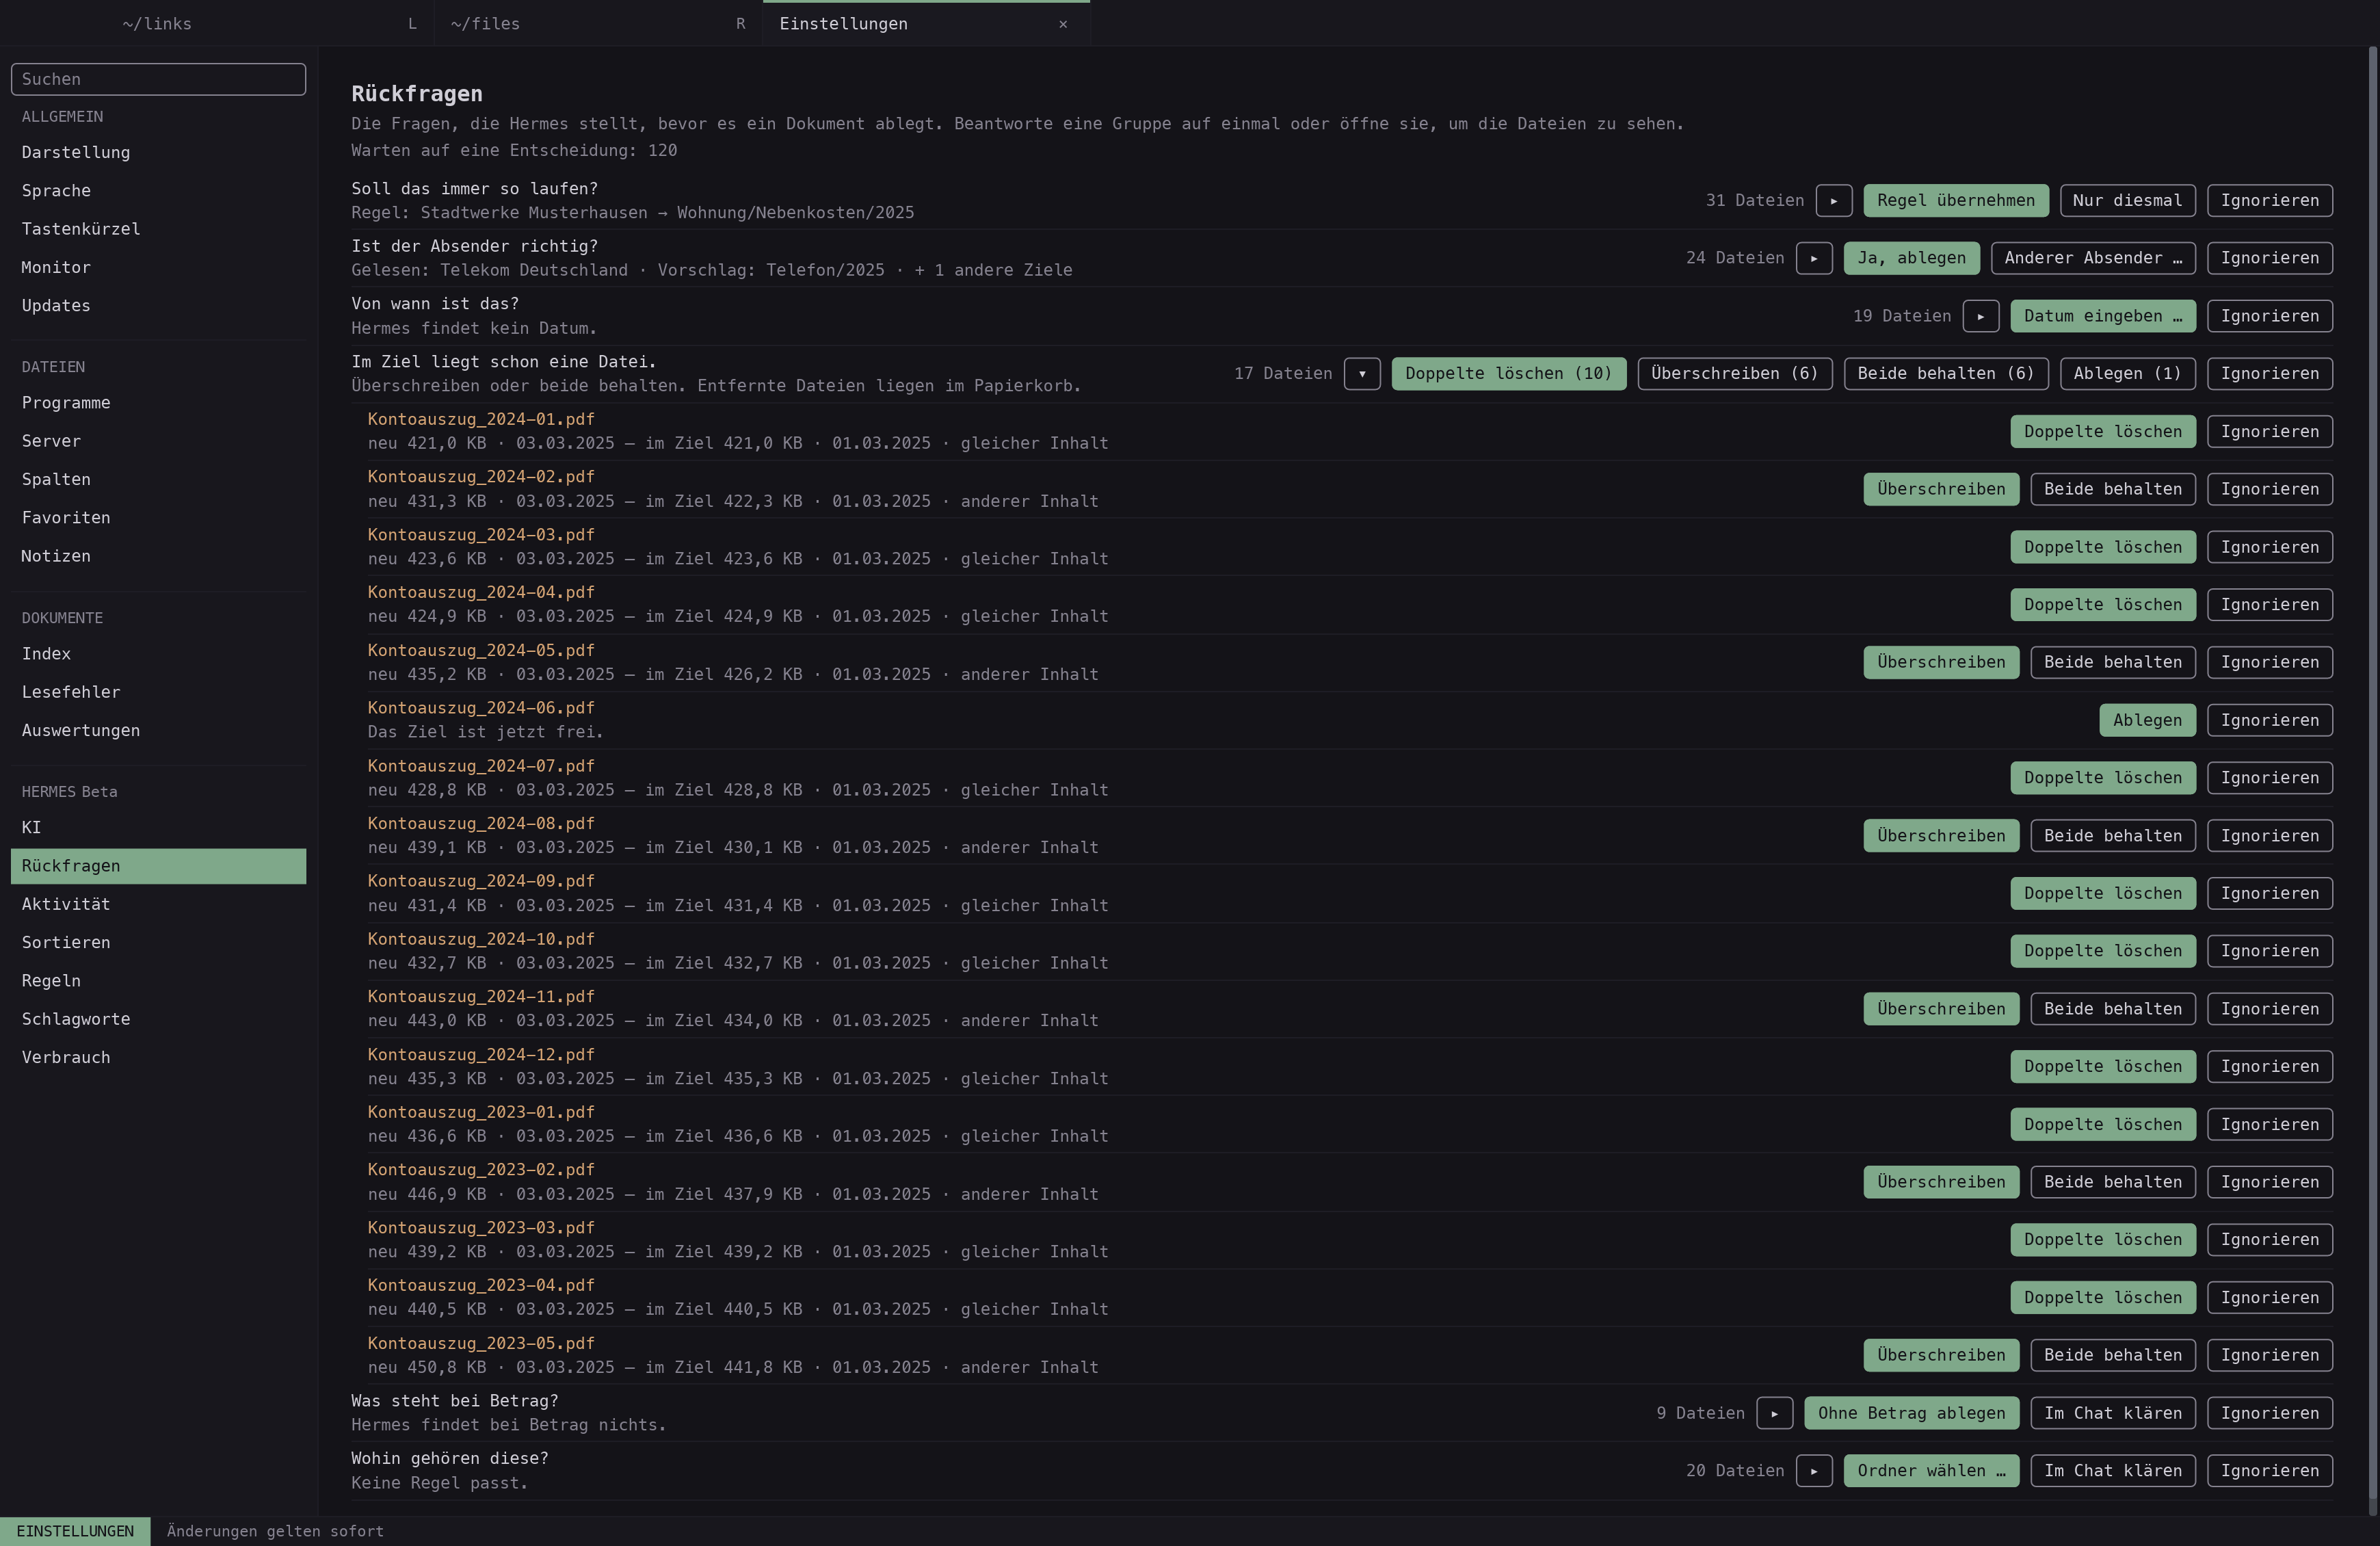 ~/links L ~/files R Einstellungen ×
Suchen
ALLGEMEIN
Darstellung
Sprache
Tastenkürzel
Monitor
Updates
DATEIEN
Programme
Server
Spalten
Favoriten
Notizen
DOKUMENTE
Index
Lesefehler
Auswertungen
HERMES Beta
KI
Rückfragen
Aktivität
Sortieren
Regeln
Schlagworte
Verbrauch
Rückfragen
Die Fragen, die Hermes stellt, bevor es ein Dokument ablegt. Beantworte eine Gruppe auf einmal oder öffne sie, um die Dateien zu sehen.
Warten auf eine Entscheidung: 120
Soll das immer so laufen?
Regel: Stadtwerke Musterhausen → Wohnung/Nebenkosten/2025
31 Dateien ▸ Regel übernehmen Nur diesmal Ignorieren
Ist der Absender richtig?
Gelesen: Telekom Deutschland · Vorschlag: Telefon/2025 · + 1 andere Ziele
24 Dateien ▸ Ja, ablegen Anderer Absender … Ignorieren
Von wann ist das?
Hermes findet kein Datum.
19 Dateien ▸ Datum eingeben … Ignorieren
Im Ziel liegt schon eine Datei.
Überschreiben oder beide behalten. Entfernte Dateien liegen im Papierkorb.
17 Dateien ▾ Doppelte löschen (10) Überschreiben (6) Beide behalten (6) Ablegen (1) Ignorieren
Kontoauszug_2024-01.pdf
neu 421,0 KB · 03.03.2025 — im Ziel 421,0 KB · 01.03.2025 · gleicher Inhalt
Doppelte löschen Ignorieren
Kontoauszug_2024-02.pdf
neu 431,3 KB · 03.03.2025 — im Ziel 422,3 KB · 01.03.2025 · anderer Inhalt
Überschreiben Beide behalten Ignorieren
Kontoauszug_2024-03.pdf
neu 423,6 KB · 03.03.2025 — im Ziel 423,6 KB · 01.03.2025 · gleicher Inhalt
Doppelte löschen Ignorieren
Kontoauszug_2024-04.pdf
neu 424,9 KB · 03.03.2025 — im Ziel 424,9 KB · 01.03.2025 · gleicher Inhalt
Doppelte löschen Ignorieren
Kontoauszug_2024-05.pdf
neu 435,2 KB · 03.03.2025 — im Ziel 426,2 KB · 01.03.2025 · anderer Inhalt
Überschreiben Beide behalten Ignorieren
Kontoauszug_2024-06.pdf
Das Ziel ist jetzt frei.
Ablegen Ignorieren
Kontoauszug_2024-07.pdf
neu 428,8 KB · 03.03.2025 — im Ziel 428,8 KB · 01.03.2025 · gleicher Inhalt
Doppelte löschen Ignorieren
Kontoauszug_2024-08.pdf
neu 439,1 KB · 03.03.2025 — im Ziel 430,1 KB · 01.03.2025 · anderer Inhalt
Überschreiben Beide behalten Ignorieren
Kontoauszug_2024-09.pdf
neu 431,4 KB · 03.03.2025 — im Ziel 431,4 KB · 01.03.2025 · gleicher Inhalt
Doppelte löschen Ignorieren
Kontoauszug_2024-10.pdf
neu 432,7 KB · 03.03.2025 — im Ziel 432,7 KB · 01.03.2025 · gleicher Inhalt
Doppelte löschen Ignorieren
Kontoauszug_2024-11.pdf
neu 443,0 KB · 03.03.2025 — im Ziel 434,0 KB · 01.03.2025 · anderer Inhalt
Überschreiben Beide behalten Ignorieren
Kontoauszug_2024-12.pdf
neu 435,3 KB · 03.03.2025 — im Ziel 435,3 KB · 01.03.2025 · gleicher Inhalt
Doppelte löschen Ignorieren
Kontoauszug_2023-01.pdf
neu 436,6 KB · 03.03.2025 — im Ziel 436,6 KB · 01.03.2025 · gleicher Inhalt
Doppelte löschen Ignorieren
Kontoauszug_2023-02.pdf
neu 446,9 KB · 03.03.2025 — im Ziel 437,9 KB · 01.03.2025 · anderer Inhalt
Überschreiben Beide behalten Ignorieren
Kontoauszug_2023-03.pdf
neu 439,2 KB · 03.03.2025 — im Ziel 439,2 KB · 01.03.2025 · gleicher Inhalt
Doppelte löschen Ignorieren
Kontoauszug_2023-04.pdf
neu 440,5 KB · 03.03.2025 — im Ziel 440,5 KB · 01.03.2025 · gleicher Inhalt
Doppelte löschen Ignorieren
Kontoauszug_2023-05.pdf
neu 450,8 KB · 03.03.2025 — im Ziel 441,8 KB · 01.03.2025 · anderer Inhalt
Überschreiben Beide behalten Ignorieren
Was steht bei Betrag?
Hermes findet bei Betrag nichts.
9 Dateien ▸ Ohne Betrag ablegen Im Chat klären Ignorieren
Wohin gehören diese?
Keine Regel passt.
20 Dateien ▸ Ordner wählen … Im Chat klären Ignorieren
EINSTELLUNGEN Änderungen gelten sofort